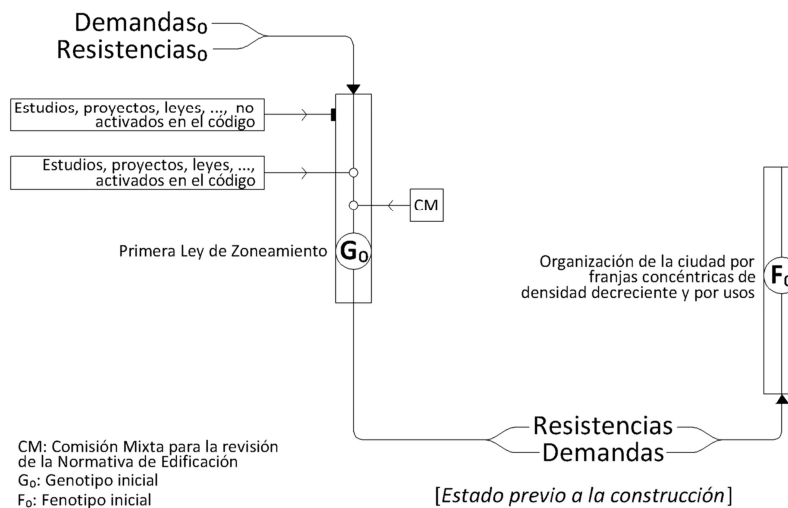 Demandas₀
Resistencias₀
Estudios, proyectos, leyes, ..., no
activados en el código
Estudios, proyectos, leyes, ...,
activados en el código
CM
Primera Ley de Zoneamiento
G₀
Organización de la ciudad por
franjas concéntricas de
densidad decreciente y por usos
F₀
Resistencias
Demandas
CM: Comisión Mixta para la revisión
de la Normativa de Edificación
G₀: Genotipo inicial
F₀: Fenotipo inicial
[Estado previo a la construcción]